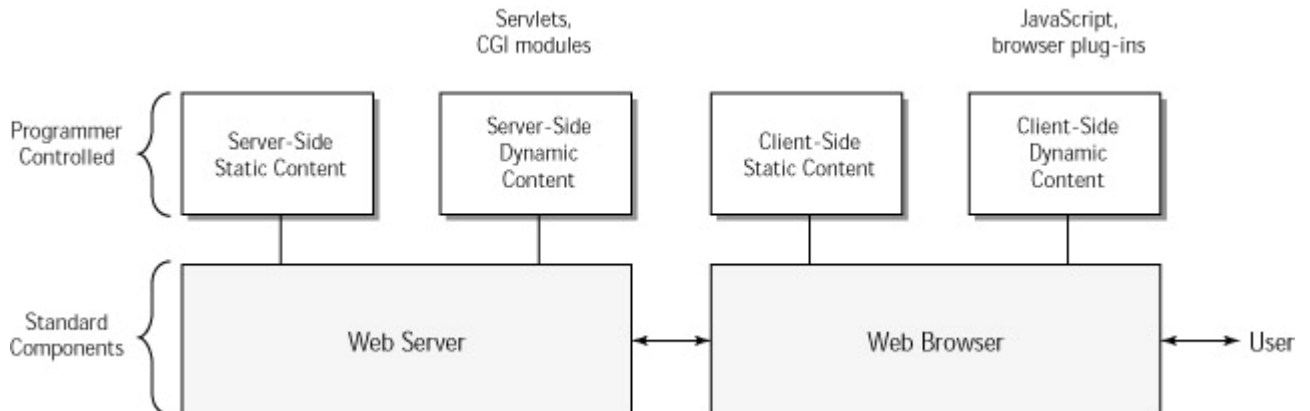 Servlets,
CGI modules
JavaScript,
browser plug-ins
Programmer
Controlled
Server-Side
Static Content
Server-Side
Dynamic
Content
Client-Side
Static Content
Client-Side
Dynamic
Content
Standard
Components
Web Server
Web Browser
User